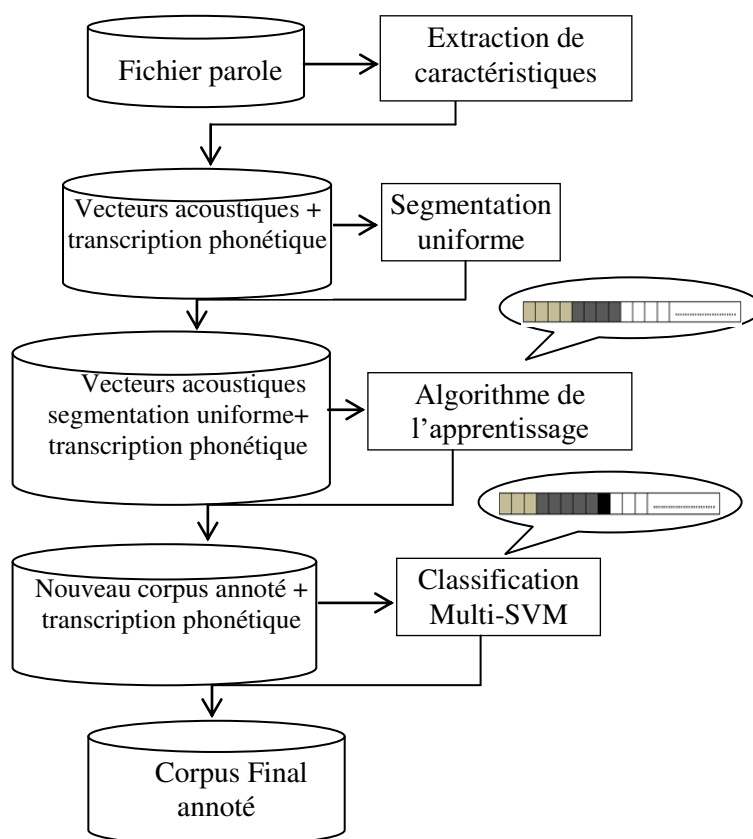 Fichier parole
Extraction de
caractéristiques
Vecteurs acoustiques +
transcription phonétique
Segmentation
uniforme
Vecteurs acoustiques
segmentation uniforme+
transcription phonétique
Algorithme de
l'apprentissage
Nouveau corpus annoté +
transcription phonétique
Classification
Multi-SVM
Corpus Final
annoté